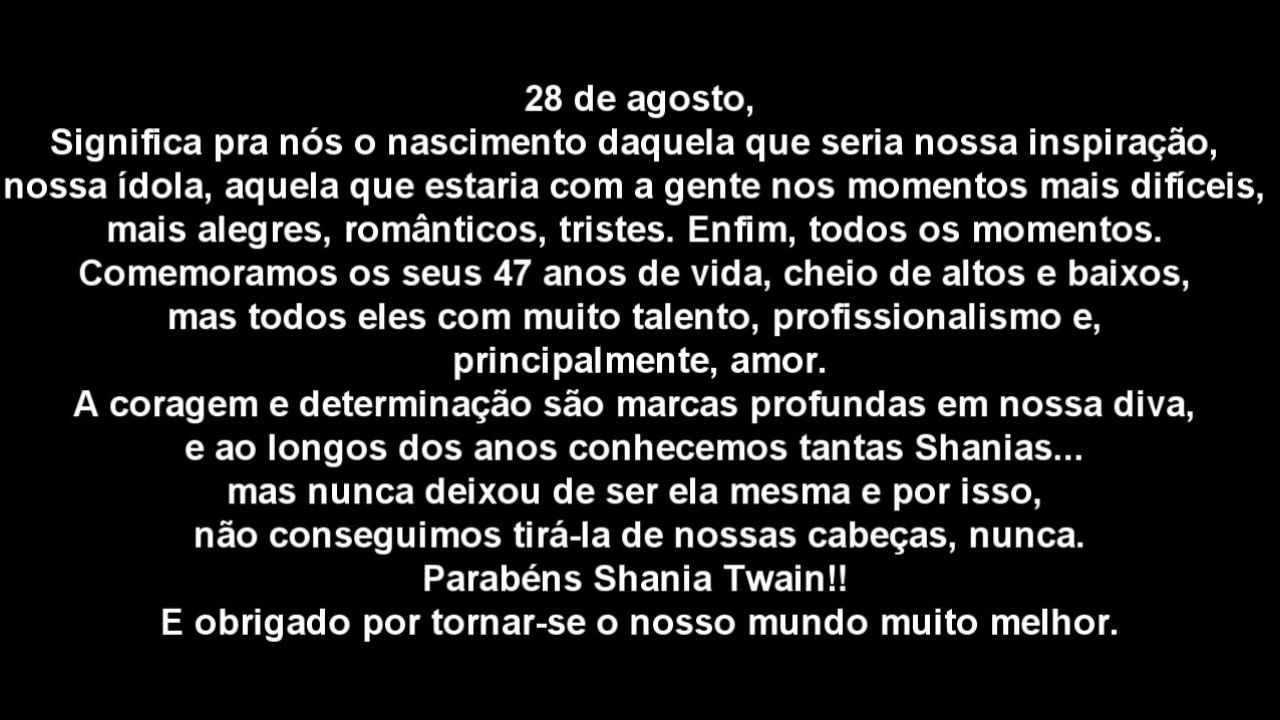 28 de agosto,
Significa pra nós o nascimento daquela que seria nossa inspiração,
nossa ídola, aquela que estaria com a gente nos momentos mais difíceis,
mais alegres, românticos, tristes. Enfim, todos os momentos.
Comemoramos os seus 47 anos de vida, cheio de altos e baixos,
mas todos eles com muito talento, profissionalismo e,
principalmente, amor.
A coragem e determinação são marcas profundas em nossa diva,
e ao longos dos anos conhecemos tantas Shanias...
mas nunca deixou de ser ela mesma e por isso,
não conseguimos tirá-la de nossas cabeças, nunca.
Parabéns Shania Twain!!
E obrigado por tornar-se o nosso mundo muito melhor.